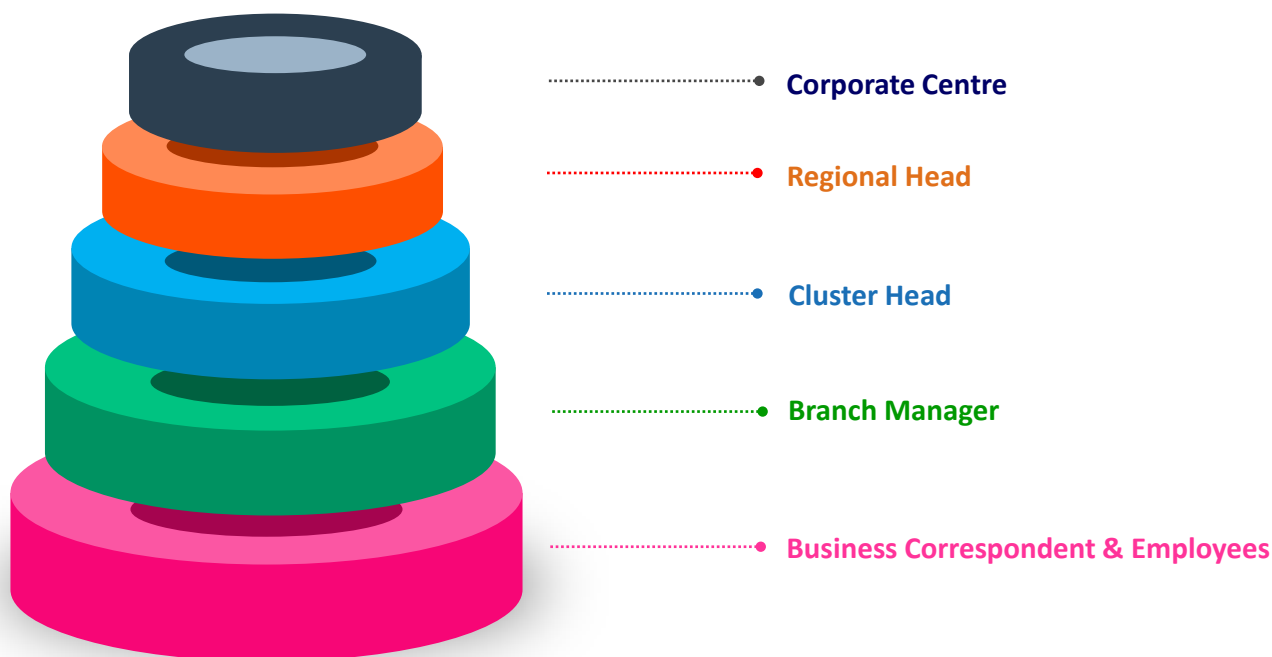 Corporate Centre
Regional Head
Cluster Head
Branch Manager
Business Correspondent & Employees